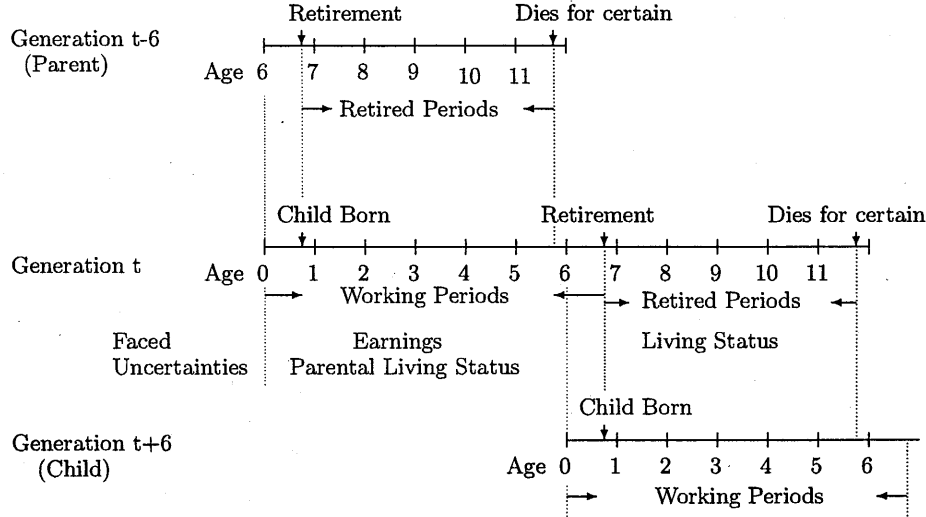 Retirement Dies for certain
Generation t-6
(Parent)
Age 6 7 8 9 10 11
Retired Periods
Child Born Retirement Dies for certain
Generation t
Age 0 1 2 3 4 5 6 7 8 9 10 11
Working Periods Retired Periods
Faced Earnings Living Status
Uncertainties Parental Living Status
Child Born
Generation t+6
(Child)
Age 0 1 2 3 4 5 6
Working Periods